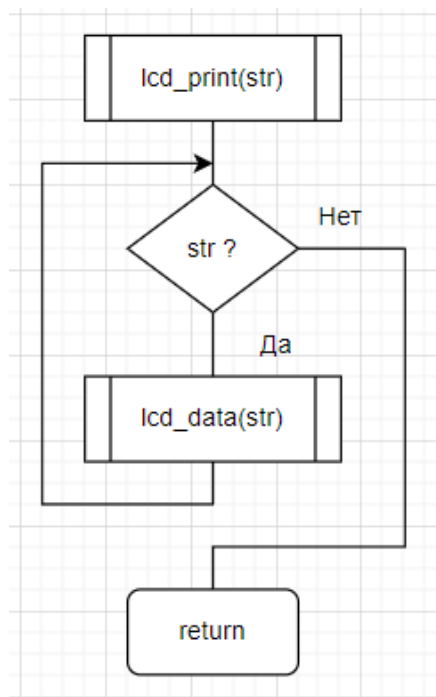 lcd_print(str)
str ?
Нет
Да
lcd_data(str)
return